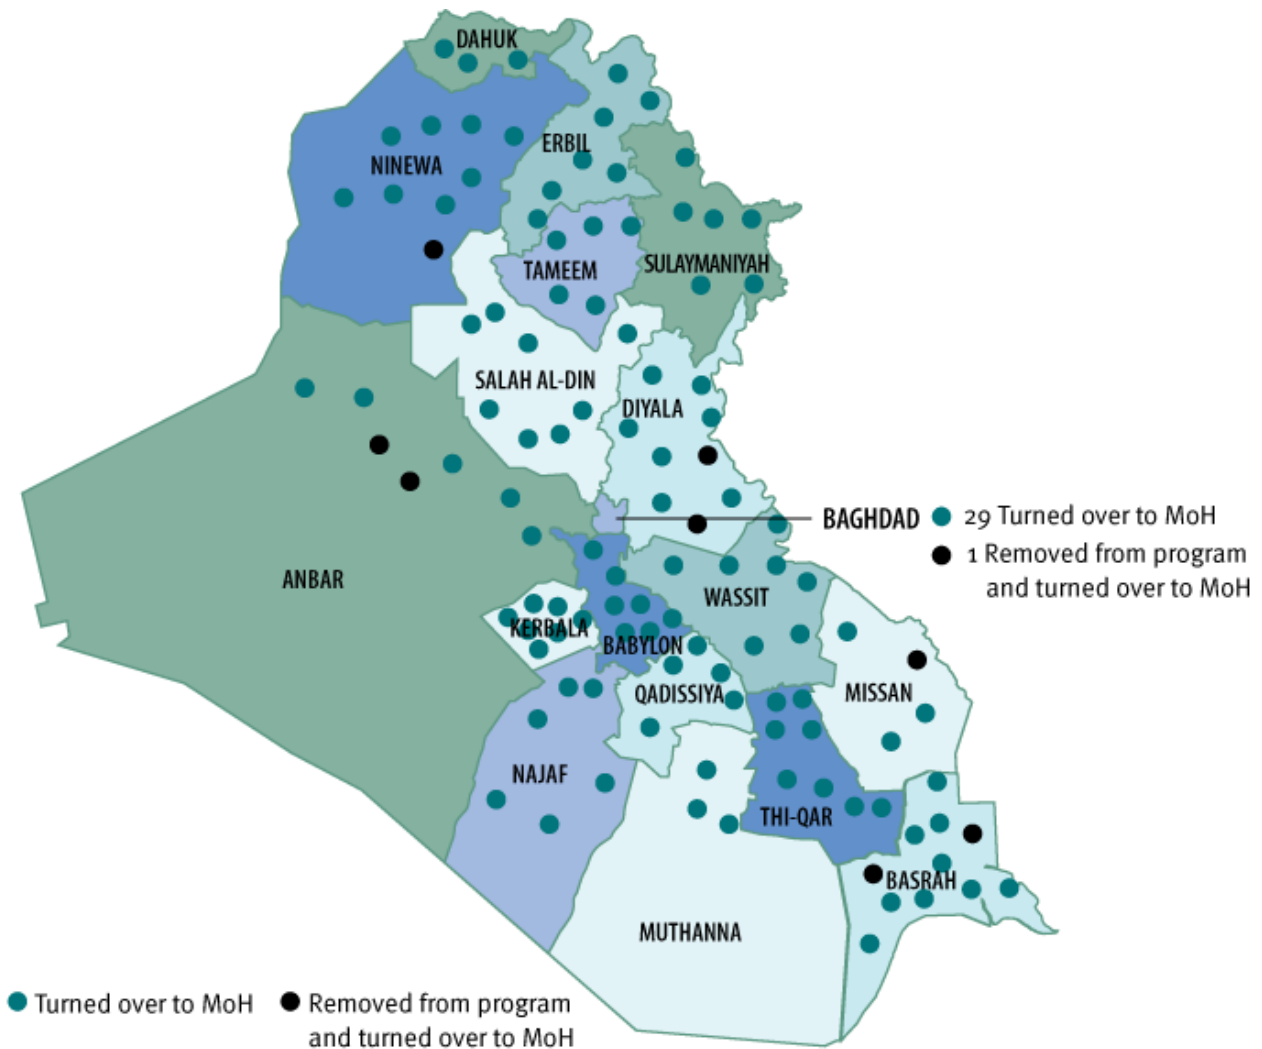 DAHUK
NINEWA
ERBIL
TAMEEM
SULAYMANIYAH
SALAH AL-DIN
DIYALA
BAGHDAD
29 Turned over to MoH
1 Removed from program
and turned over to MoH
ANBAR
WASSIT
KERBALA
BABYLON
QADISSIYA
MISSAN
NAJAF
THI-QAR
BASRAH
MUTHANNA
Turned over to MoH
Removed from program
and turned over to MoH